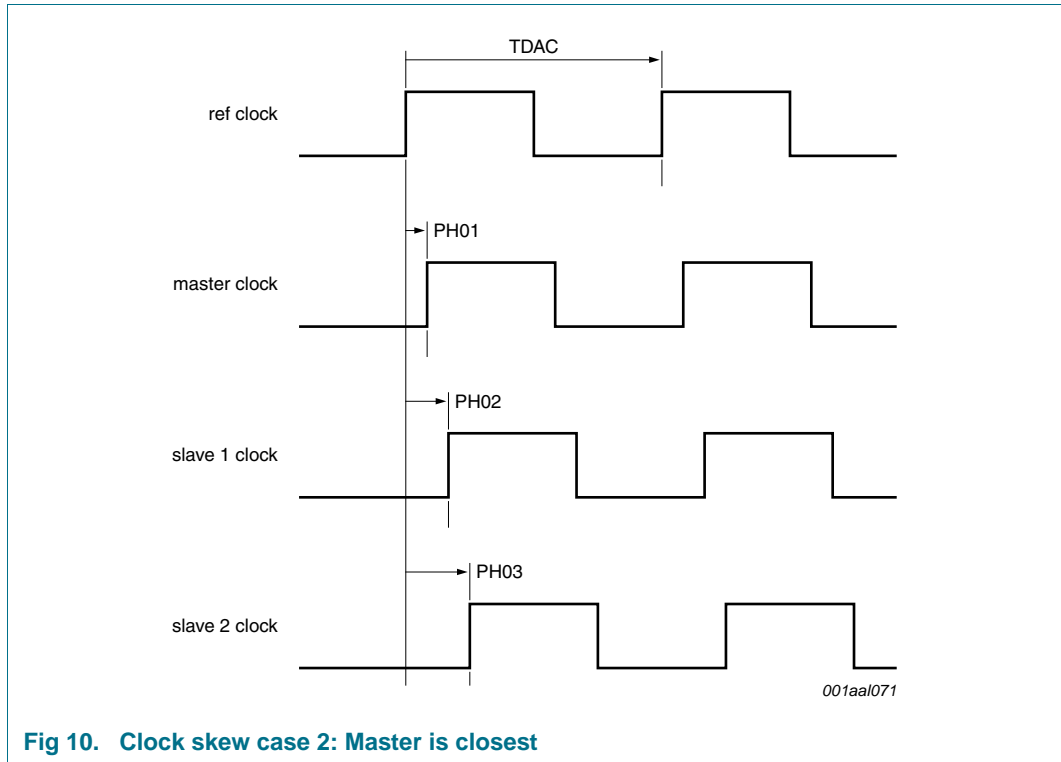 TDAC
ref clock
PH01
master clock
PH02
slave 1 clock
PH03
slave 2 clock
001aal071
Fig 10. Clock skew case 2: Master is closest